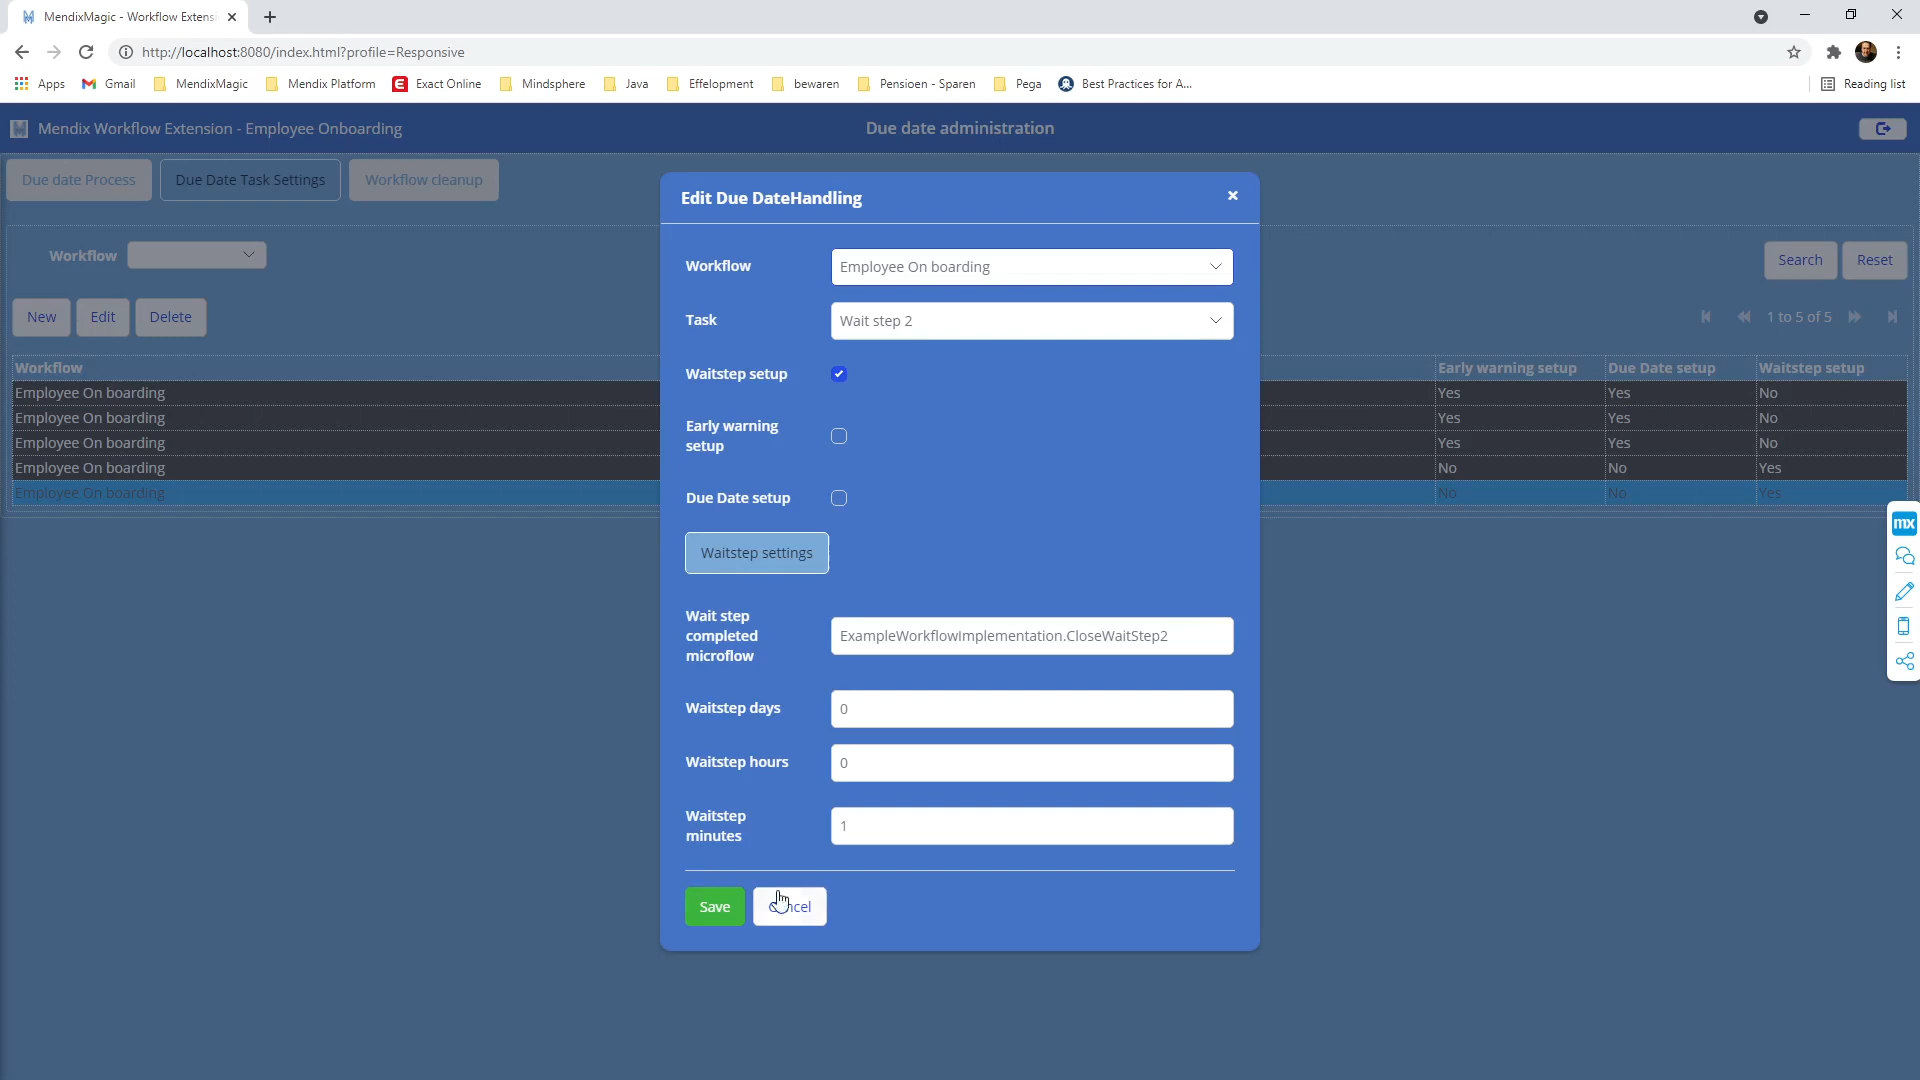 MendixMagic - Workflow Extens
http://localhost:8080/index.html?profile=Responsive
Apps Gmail MendixMagic Mendix Platform Exact Online Mindsphere Java Effelopment bewaren Pensioen - Sparen Pega Best Practices for A... Reading list
Mendix Workflow Extension - Employee Onboarding Due date administration
Due date Process Due Date Task Settings Workflow cleanup
Workflow
Search Reset
New Edit Delete
1 to 5 of 5
Workflow Early warning setup Due Date setup Waitstep setup
Employee On boarding Yes Yes No
Employee On boarding Yes Yes No
Employee On boarding Yes Yes No
Employee On boarding No No Yes
Employee On boarding No No Yes
Edit Due DateHandling
Workflow Employee On boarding
Task Wait step 2
Waitstep setup
Early warning
setup
Due Date setup
Waitstep settings
Wait step
completed
microflow
ExampleWorkflowImplementation.CloseWaitStep2
Waitstep days 0
Waitstep hours 0
Waitstep
minutes
1
Save Cancel
mx